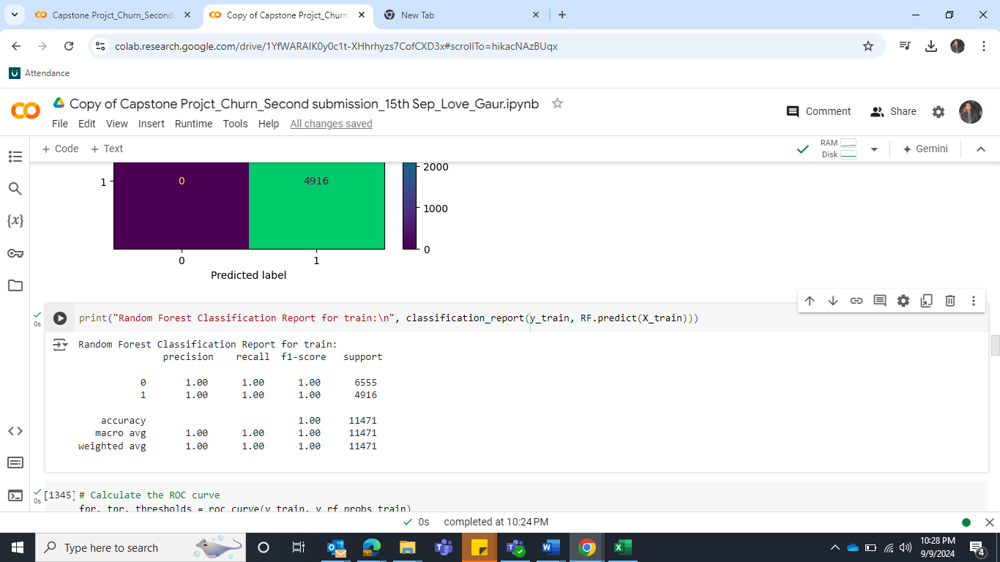 Capstone Projct_Churn_Second
Copy of Capstone Projct_Churn_
New Tab
colab.research.google.com/drive/1YfWARAIK0y0c1t-XHhrhyzs7CofCXD3x#scrollTo=hikacNAzBUqx
Attendance
Copy of Capstone Projct_Churn_Second submission_15th Sep_Love_Gaur.ipynb
Comment
Share
File Edit View Insert Runtime Tools Help All changes saved
+ Code + Text
RAM
Disk
Gemini
2000
1 0 4916
1000
0
0 1
Predicted label
0s
print("Random Forest Classification Report for train:\n", classification_report(y_train, RF.predict(X_train)))
Random Forest Classification Report for train:
precision recall f1-score support
0 1.00 1.00 1.00 6555
1 1.00 1.00 1.00 4916
accuracy 1.00 11471
macro avg 1.00 1.00 1.00 11471
weighted avg 1.00 1.00 1.00 11471
0s
[1345] # Calculate the ROC curve
fpr, tpr, thresholds = roc_curve(y_train, y_rf_probs_train)
0s completed at 10:24 PM
Type here to search
10:28 PM
9/9/2024
4